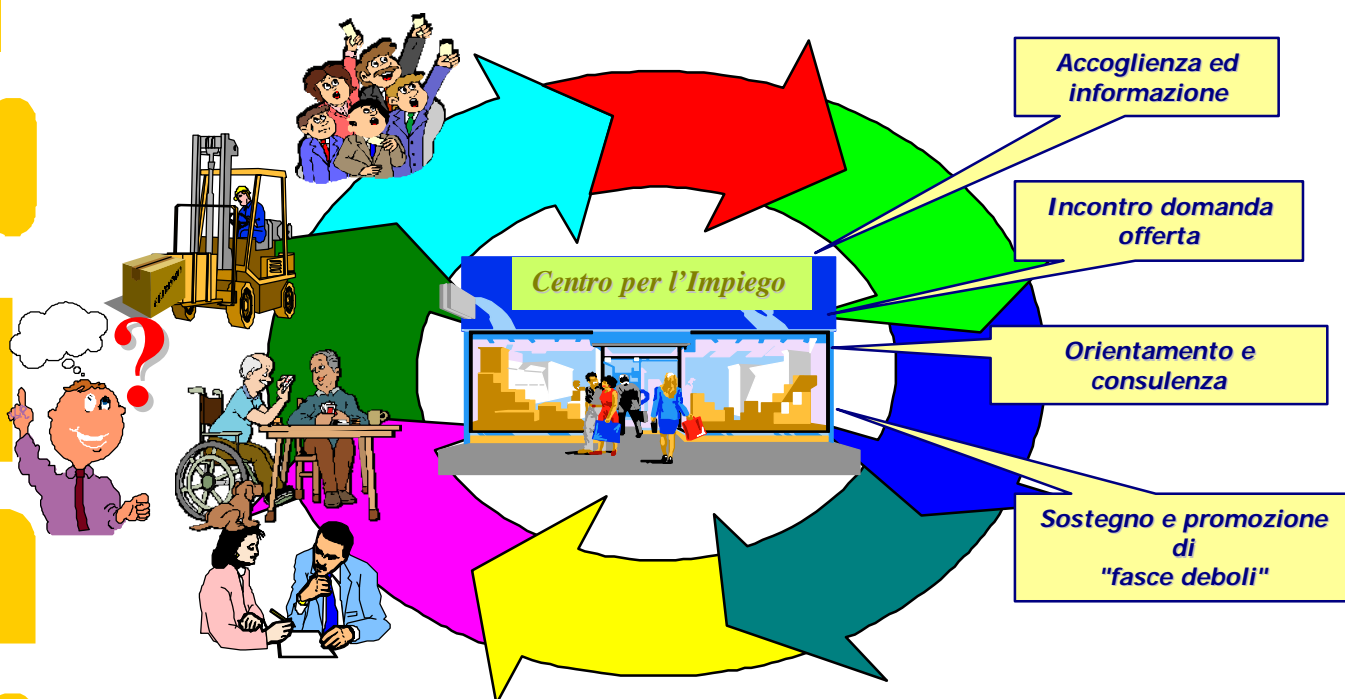 Accoglienza ed
informazione
Incontro domanda
offerta
Centro per l'Impiego
Orientamento e
consulenza
Sostegno e promozione
di
"fasce deboli"
?